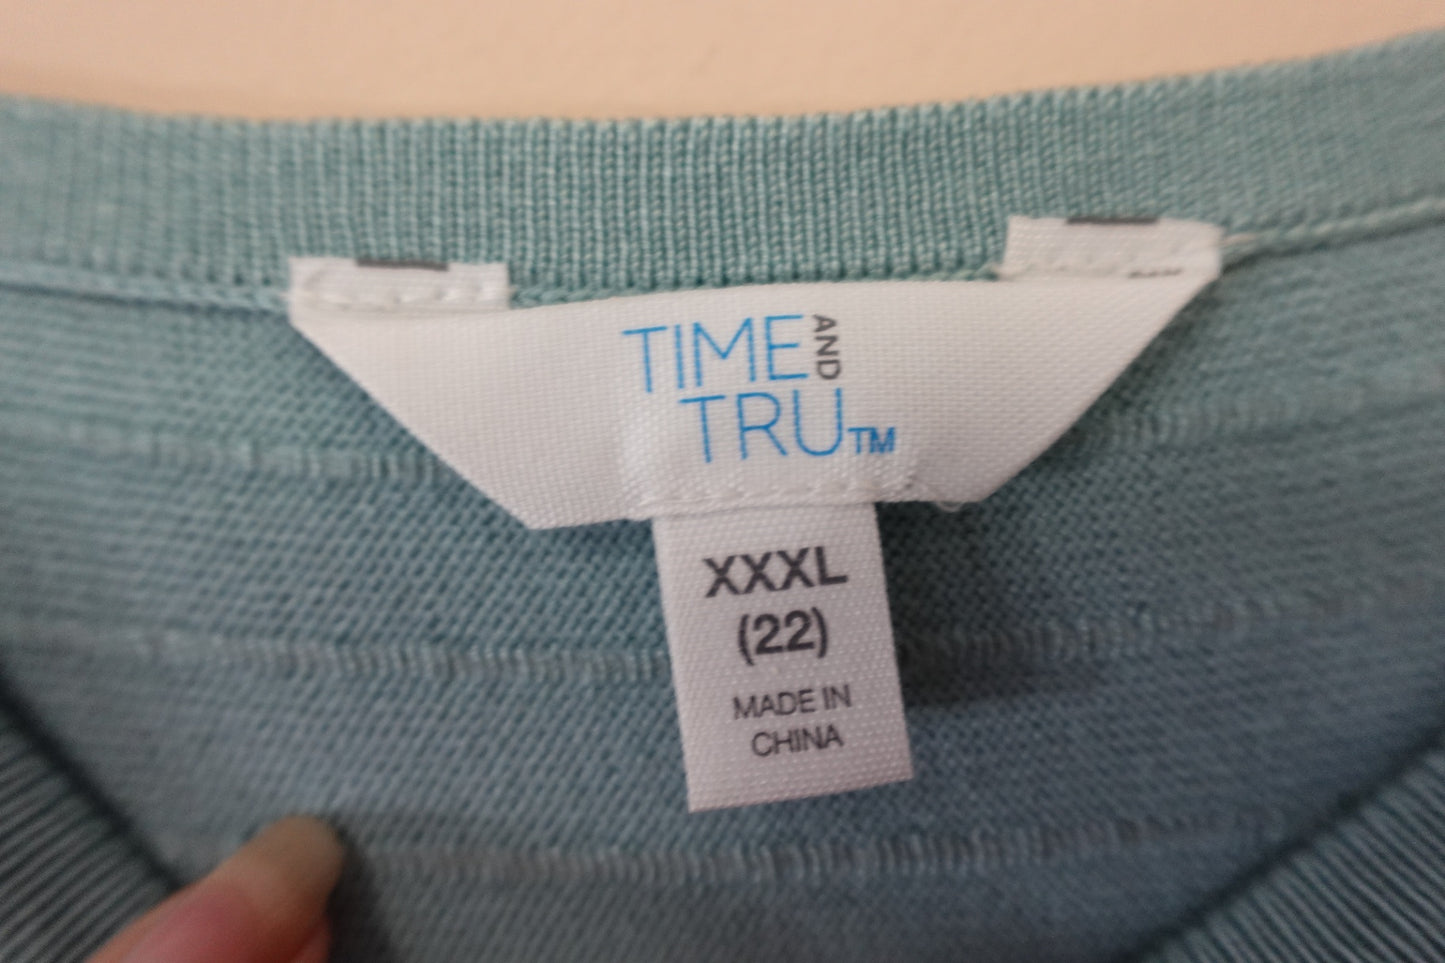 TIME AND
TRU™
XXXL
(22)
MADE IN
CHINA